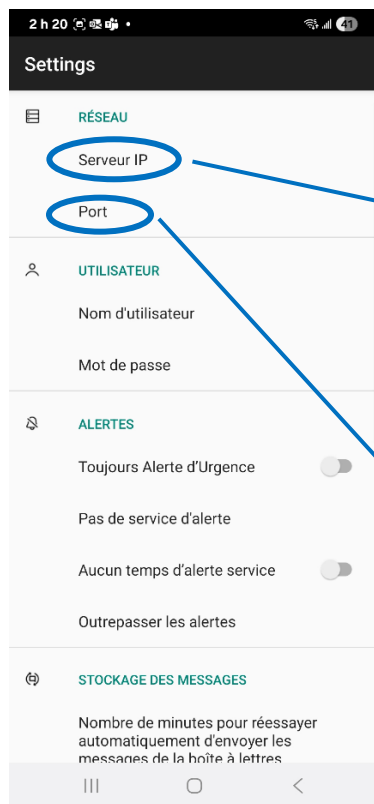 2 h 20
41
Settings
RÉSEAU
Serveur IP
Port
UTILISATEUR
Nom d'utilisateur
Mot de passe
ALERTES
Toujours Alerte d’Urgence
Pas de service d'alerte
Aucun temps d’alerte service
Outrepasser les alertes
STOCKAGE DES MESSAGES
Nombre de minutes pour réessayer
automatiquement d'envoyer les
messages de la boîte à lettres